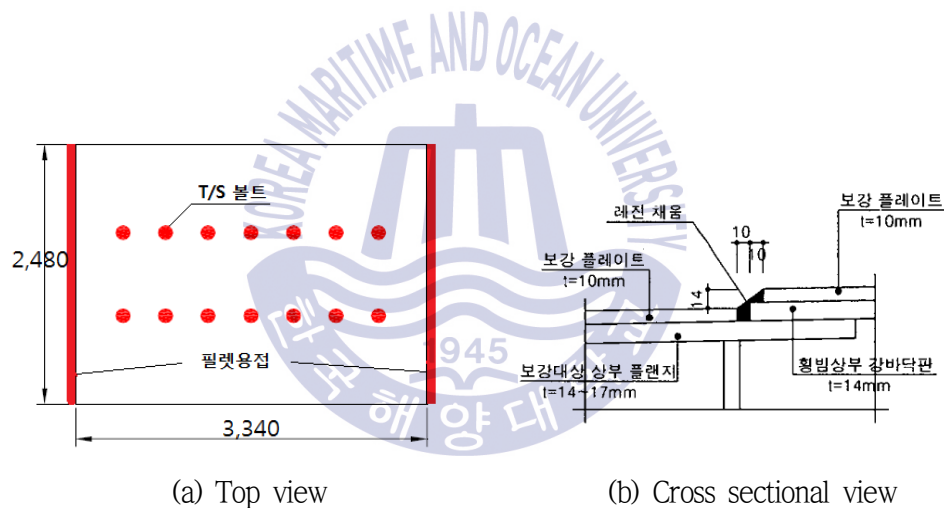 KOREA MARITIME AND OCEAN UNIVERSITY
T/S 볼트
2,480
필렛용접
3,340
레진 채움
보강 플레이트
t=10mm
10
10
보강 플레이트
t=10mm
14
1945
보강대상 상부 플랜지
t=14~17mm
횡빔상부 강바닥판
t=14mm
한국해양대학교
(a) Top view
(b) Cross sectional view